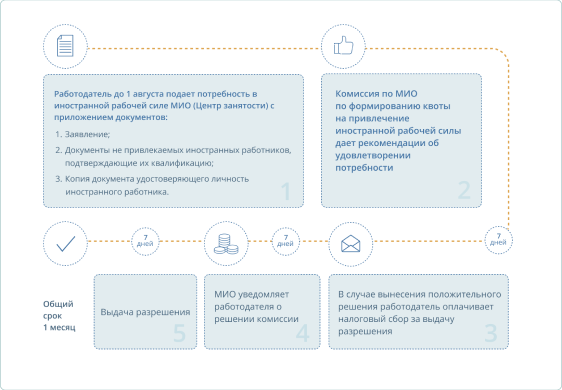 Работодатель до 1 августа подает потребность в
иностранной рабочей силе МИО (Центр занятости) с
приложением документов:
1. Заявление;
2. Документы не привлекаемых иностранных работников,
подтверждающие их квалификацию;
3. Копия документа удостоверяющего личность
иностранного работника.
1
Комиссия по МИО
по формированию квоты
на привлечение
иностранной рабочей силы
дает рекомендации об
удовлетворении
потребности
2
7
дней
7
дней
7
дней
Общий
срок
1 месяц
Выдача разрешения
5
МИО уведомляет
работодателя о
решении комиссии
4
В случае вынесения положительного
решения работодатель оплачивает
налоговый сбор за выдачу
разрешения
3